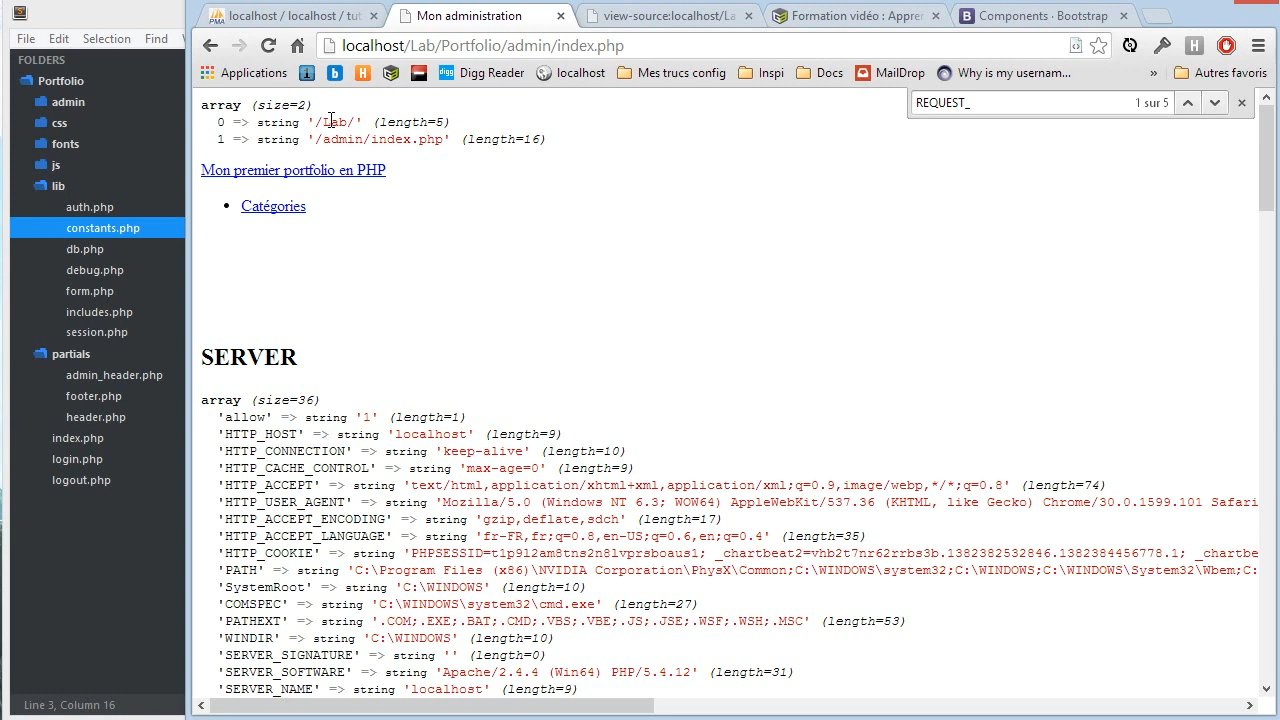 File Edit Selection Find
FOLDERS
Portfolio
admin
css
fonts
js
lib
auth.php
constants.php
db.php
debug.php
form.php
includes.php
session.php
partials
admin_header.php
footer.php
header.php
index.php
login.php
logout.php
Line 3, Column 16
localhost / localhost / tut
Mon administration
view-source:localhost/La
Formation vidéo : Appre
Components · Bootstrap
localhost/Lab/Portfolio/admin/index.php
Applications
Digg Reader
localhost
Mes trucs config
Inspi
Docs
MailDrop
Why is my usernam...
»
Autres favoris
REQUEST_ 1 sur 5
array (size=2)
0 => string '/Lab/' (length=5)
1 => string '/admin/index.php' (length=16)
Mon premier portfolio en PHP
• Catégories
SERVER
array (size=36)
'allow' => string '1' (length=1)
'HTTP_HOST' => string 'localhost' (length=9)
'HTTP_CONNECTION' => string 'keep-alive' (length=10)
'HTTP_CACHE_CONTROL' => string 'max-age=0' (length=9)
'HTTP_ACCEPT' => string 'text/html,application/xhtml+xml,application/xml;q=0.9,image/webp,*/*;q=0.8' (length=74)
'HTTP_USER_AGENT' => string 'Mozilla/5.0 (Windows NT 6.3; WOW64) AppleWebKit/537.36 (KHTML, like Gecko) Chrome/30.0.1599.101 Safari
'HTTP_ACCEPT_ENCODING' => string 'gzip,deflate,sdch' (length=17)
'HTTP_ACCEPT_LANGUAGE' => string 'fr-FR,fr;q=0.8,en-US;q=0.6,en;q=0.4' (length=35)
'HTTP_COOKIE' => string 'PHPSESSID=t1p9l2am8tns2n8lvprsboaus1; _chartbeat2=vhb2t7nr62rrbs3b.1382382532846.1382384456778.1; _chartbe
'PATH' => string 'C:\Program Files (x86)\NVIDIA Corporation\PhysX\Common;C:\WINDOWS\system32;C:\WINDOWS;C:\WINDOWS\System32\Wbem;C:
'SystemRoot' => string 'C:\WINDOWS' (length=10)
'COMSPEC' => string 'C:\WINDOWS\system32\cmd.exe' (length=27)
'PATHEXT' => string '.COM;.EXE;.BAT;.CMD;.VBS;.VBE;.JS;.JSE;.WSF;.WSH;.MSC' (length=53)
'WINDIR' => string 'C:\WINDOWS' (length=10)
'SERVER_SIGNATURE' => string '' (length=0)
'SERVER_SOFTWARE' => string 'Apache/2.4.4 (Win64) PHP/5.4.12' (length=31)
'SERVER_NAME' => string 'localhost' (length=9)